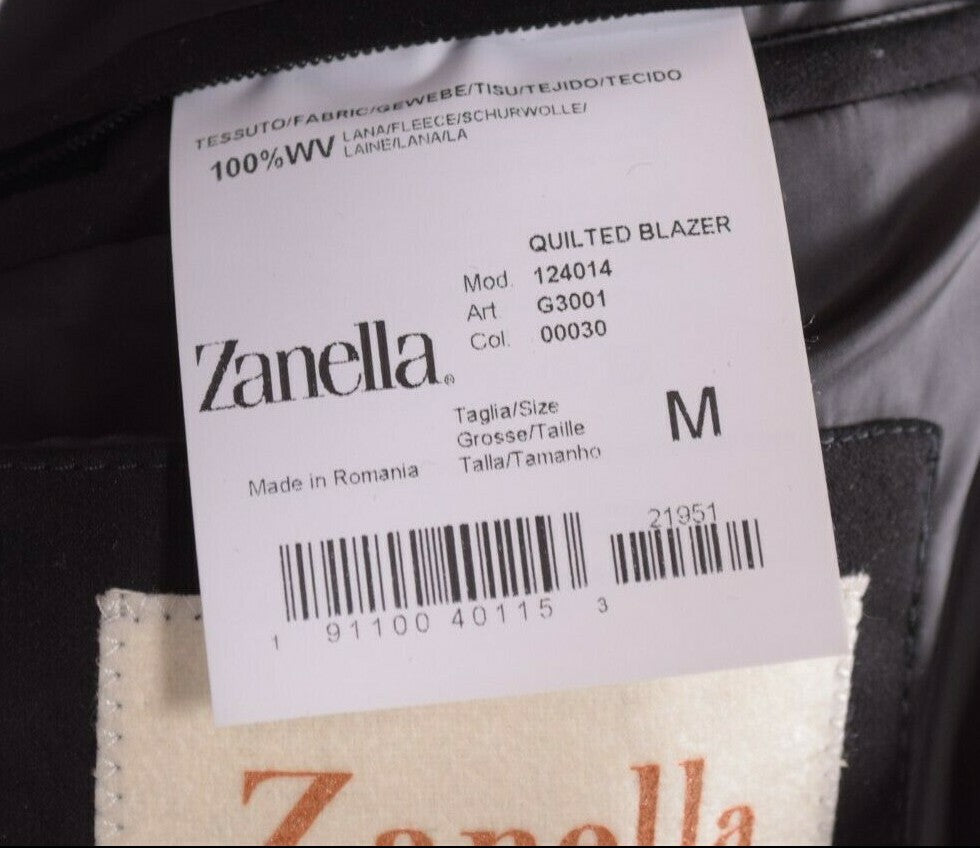 TESSUTO/FABRIC/GEWEBE/TISU/TEJIDO/TECIDO
100%WV LANA/FLEECE/SCHURWOLLE/
LAINE/LANA/LA
QUILTED BLAZER
Mod. 124014
Art G3001
Col. 00030
Zanella®
Taglia/Size
Grosse/Taille
Talla/Tamanho
M
Made in Romania
21951
1 91100 40115 3
Zanella